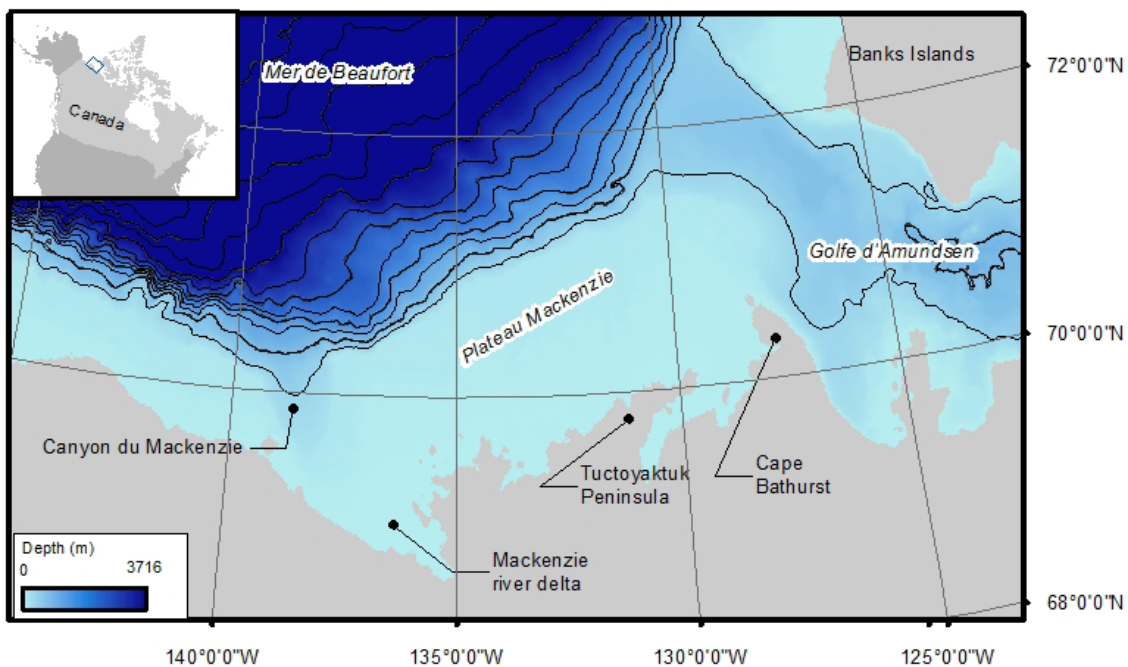 Canada
Mer de Beaufort
Banks Islands
72°0'0"N
Golfe d'Amundsen
Plateau Mackenzie
70°0'0"N
Canyon du Mackenzie
Tuctoyaktuk
Peninsula
Cape
Bathurst
Mackenzie
river delta
Depth (m)
0 3716
68°0'0"N
140°0'0"W 135°0'0"W 130°0'0"W 125°0'0"W